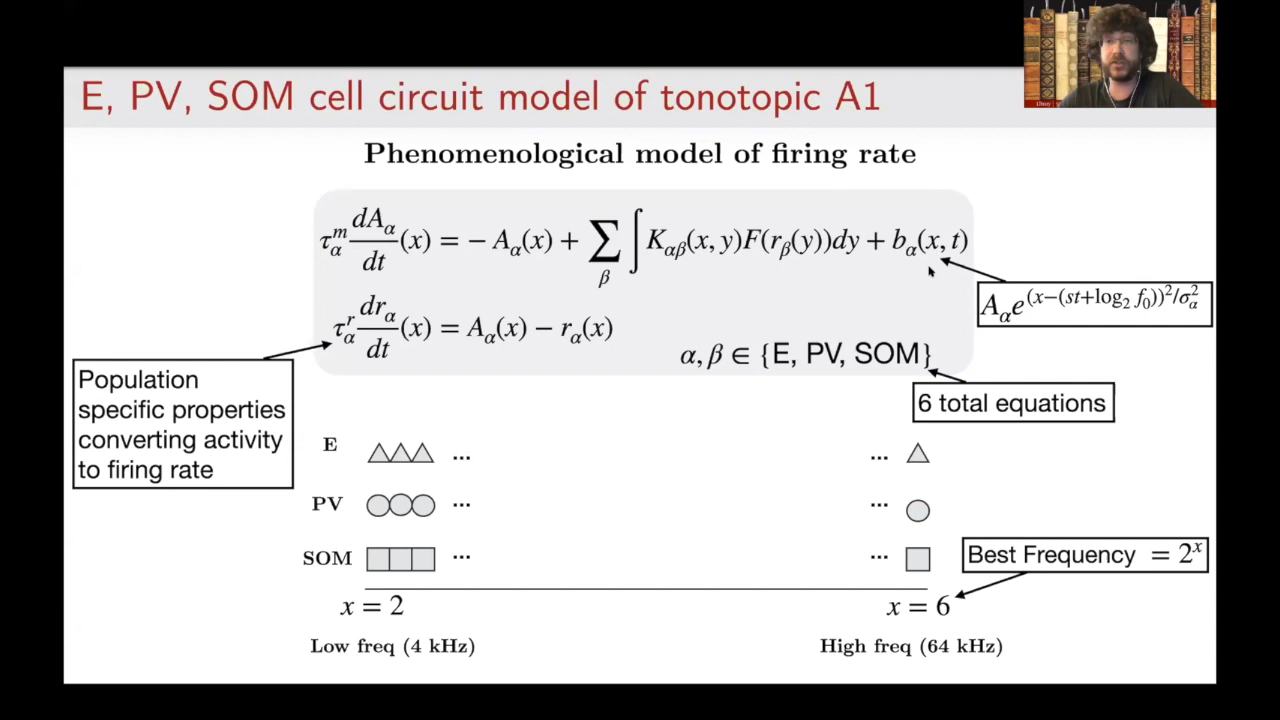 E, PV, SOM cell circuit model of tonotopic A1
Phenomenological model of firing rate
τ_α^m dA_α/dt (x) = − A_α(x) + ∑_β ∫ K_αβ(x, y)F(r_β(y))dy + b_α(x, t)
A_α e^{(x−(st+log₂ f₀))²/σ_α²}
τ_α^r dr_α/dt (x) = A_α(x) − r_α(x)
α, β ∈ {E, PV, SOM}
Population
specific properties
converting activity
to firing rate
6 total equations
E ... ...
PV ... ...
SOM ... ...
Best Frequency = 2^x
x = 2 x = 6
Low freq (4 kHz) High freq (64 kHz)